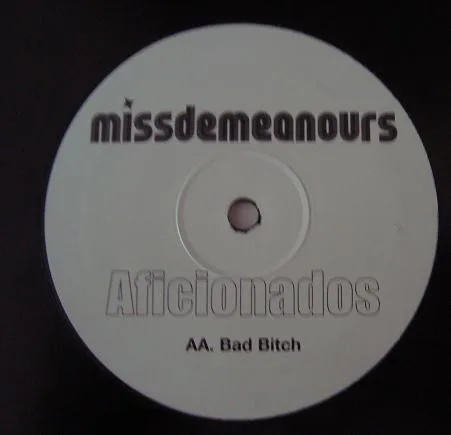 missdemeanours
Aficionados
AA. Bad Bitch